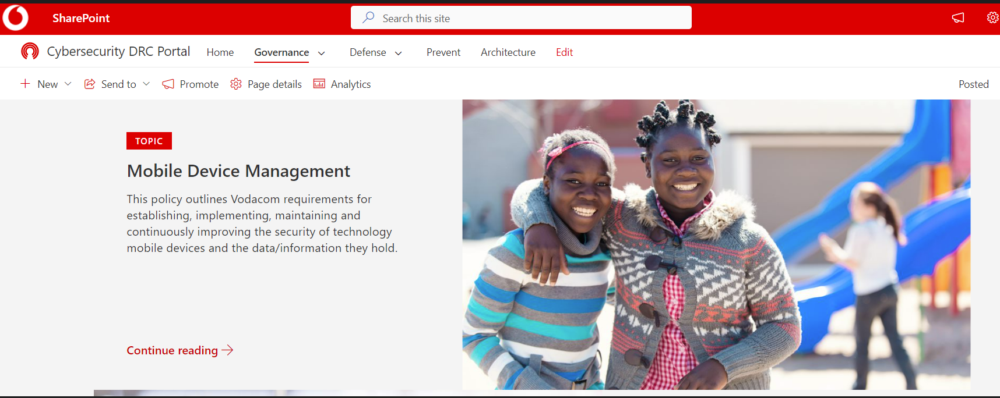 SharePoint
Search this site
Cybersecurity DRC Portal
Home
Governance
Defense
Prevent
Architecture
Edit
New
Send to
Promote
Page details
Analytics
Posted
TOPIC
Mobile Device Management
This policy outlines Vodacom requirements for
establishing, implementing, maintaining and
continuously improving the security of technology
mobile devices and the data/information they hold.
Continue reading